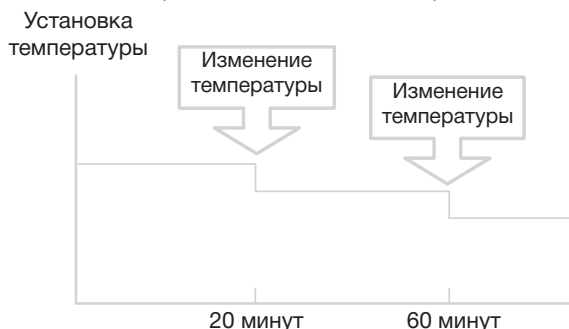 Установка
температуры
Изменение
температуры
Изменение
температуры
20 минут
60 минут